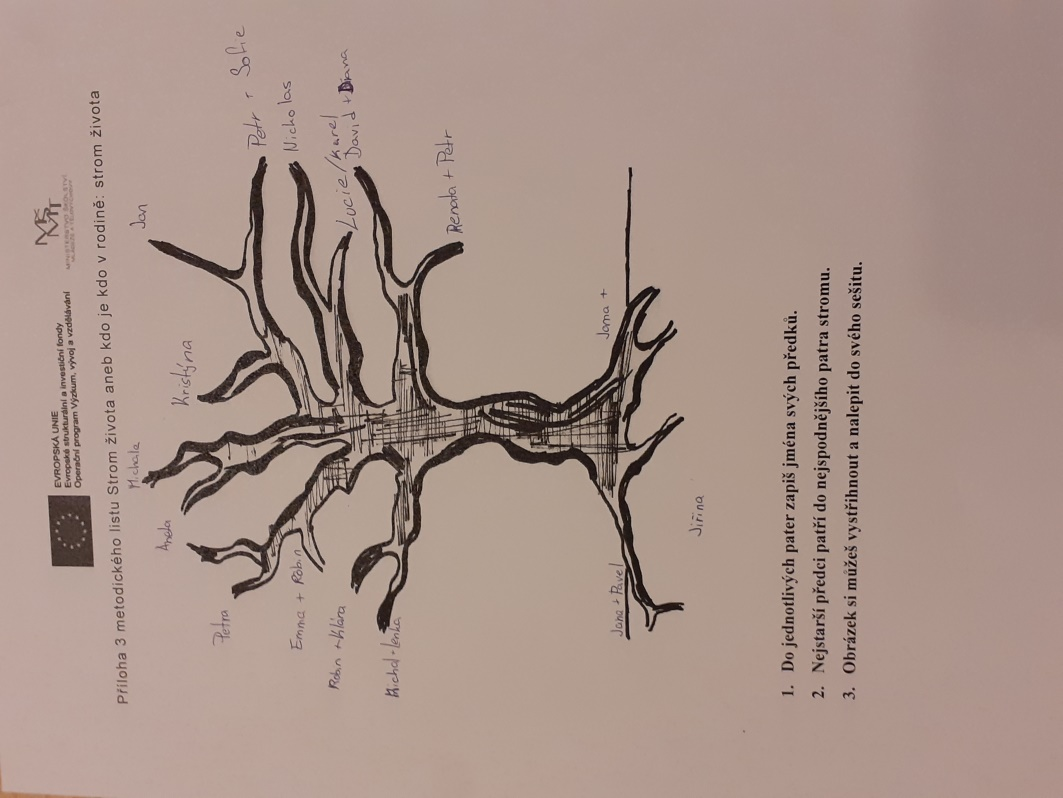 EVROPSKÁ UNIE
Evropské strukturální a investiční fondy
Operační program Výzkum, vývoj a vzdělávání
MŠMT
MINISTERSTVO ŠKOLSTVÍ
MLÁDEŽE A TĚLOVÝCHOVY
Příloha 3 metodického listu Strom života aneb kdo je kdo v rodině: strom života
Jan
Michala
Kristýna
Aneta
Petr + Sofie
Petra
Nicholas
Emma + Robin
Lucie/Karel
David + Diana
Robin + Klára
Michal + Lenka
Renata + Petr
Jana +
Jana + Pavel
Jiřina
1. Do jednotlivých pater zapiš jména svých předků.
2. Nejstarší předci patří do nejspodnějšího patra stromu.
3. Obrázek si můžeš vystřihnout a nalepit do svého sešitu.